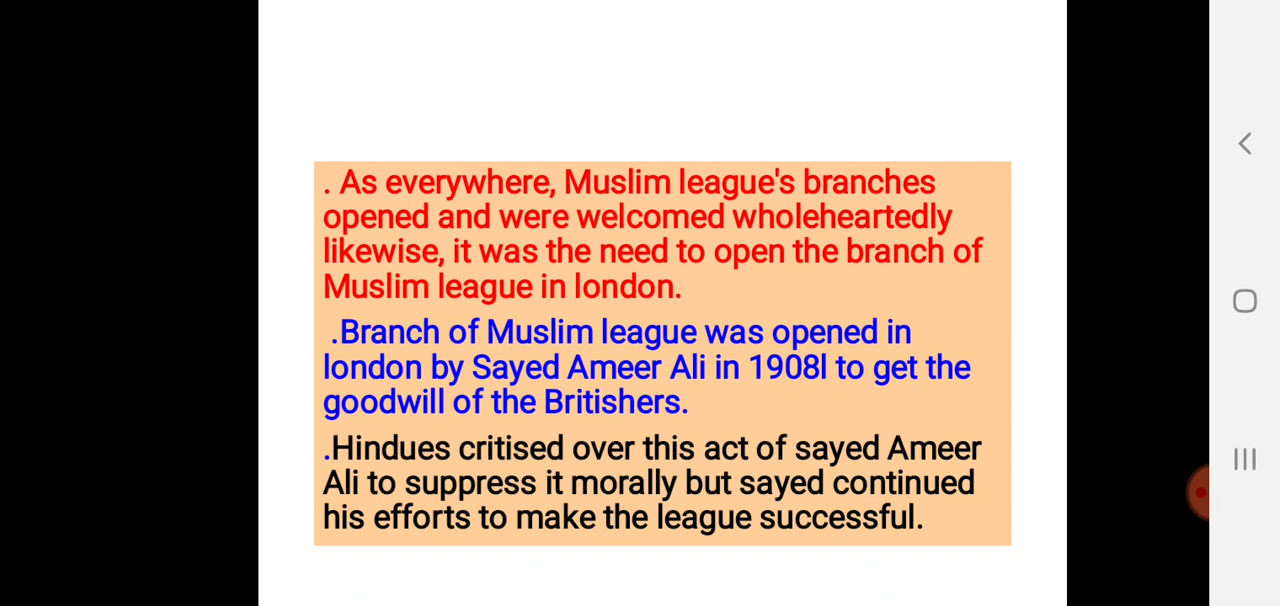 . As everywhere, Muslim league's branches
opened and were welcomed wholeheartedly
likewise, it was the need to open the branch of
Muslim league in london.
.Branch of Muslim league was opened in
london by Sayed Ameer Ali in 1908l to get the
goodwill of the Britishers.
.Hindues critised over this act of sayed Ameer
Ali to suppress it morally but sayed continued
his efforts to make the league successful.